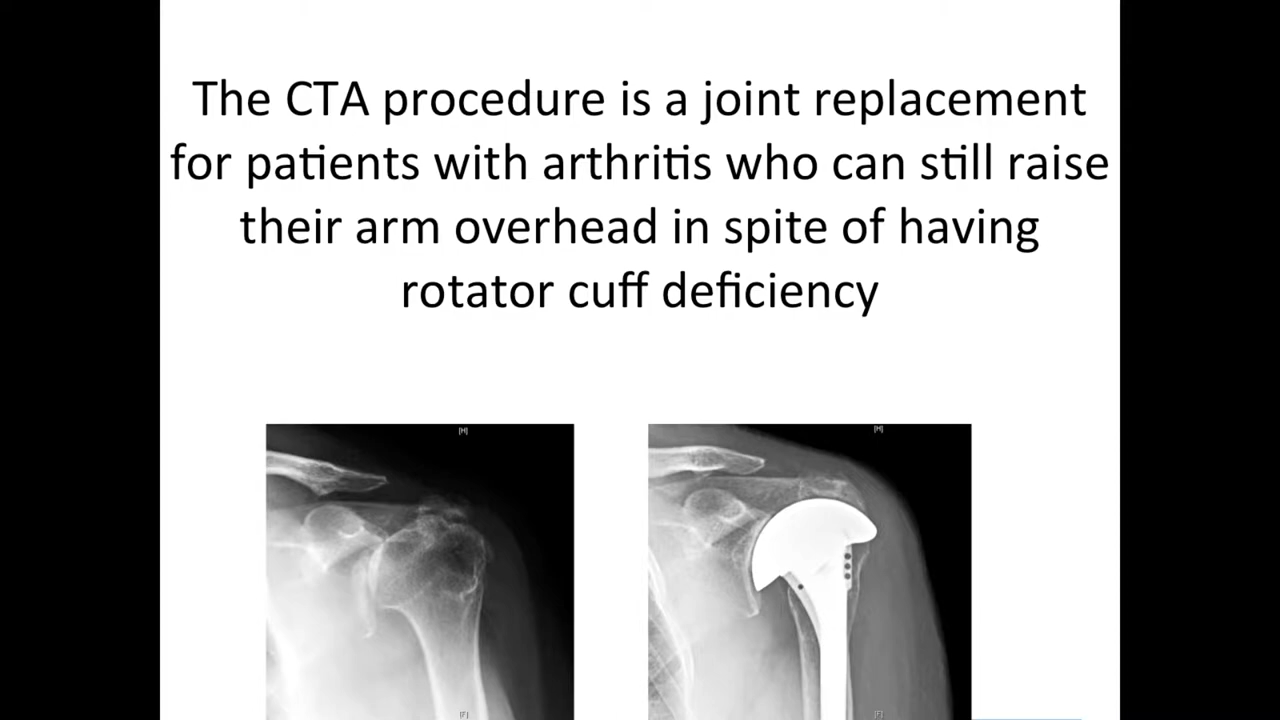 The CTA procedure is a joint replacement
for patients with arthritis who can still raise
their arm overhead in spite of having
rotator cuff deficiency
[H]
[H]
[F]
[F]